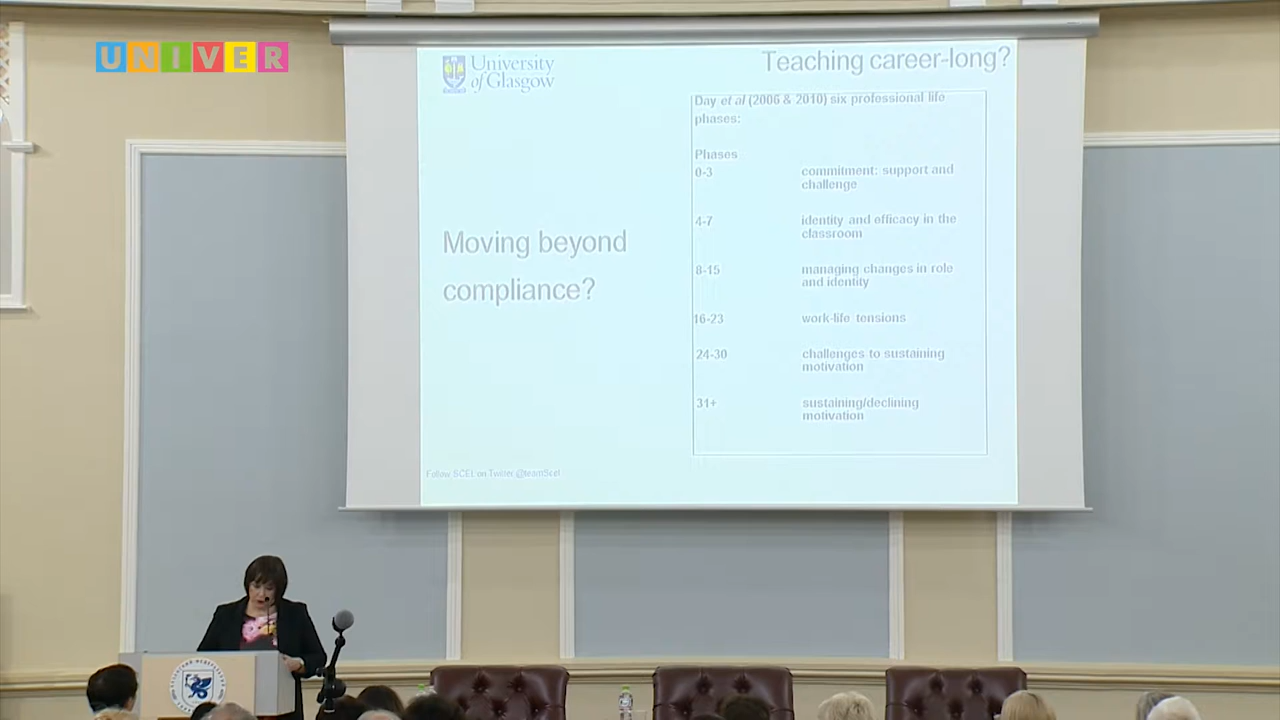 UNIVER
University
of Glasgow
Teaching career-long?
Day et al (2006 & 2010) six professional life
phases:
Phases
0-3 commitment: support and
challenge
4-7 identity and efficacy in the
classroom
8-15 managing changes in role
and identity
16-23 work-life tensions
24-30 challenges to sustaining
motivation
31+ sustaining/declining
motivation
Moving beyond
compliance?
Follow SCEL on Twitter @teamScel